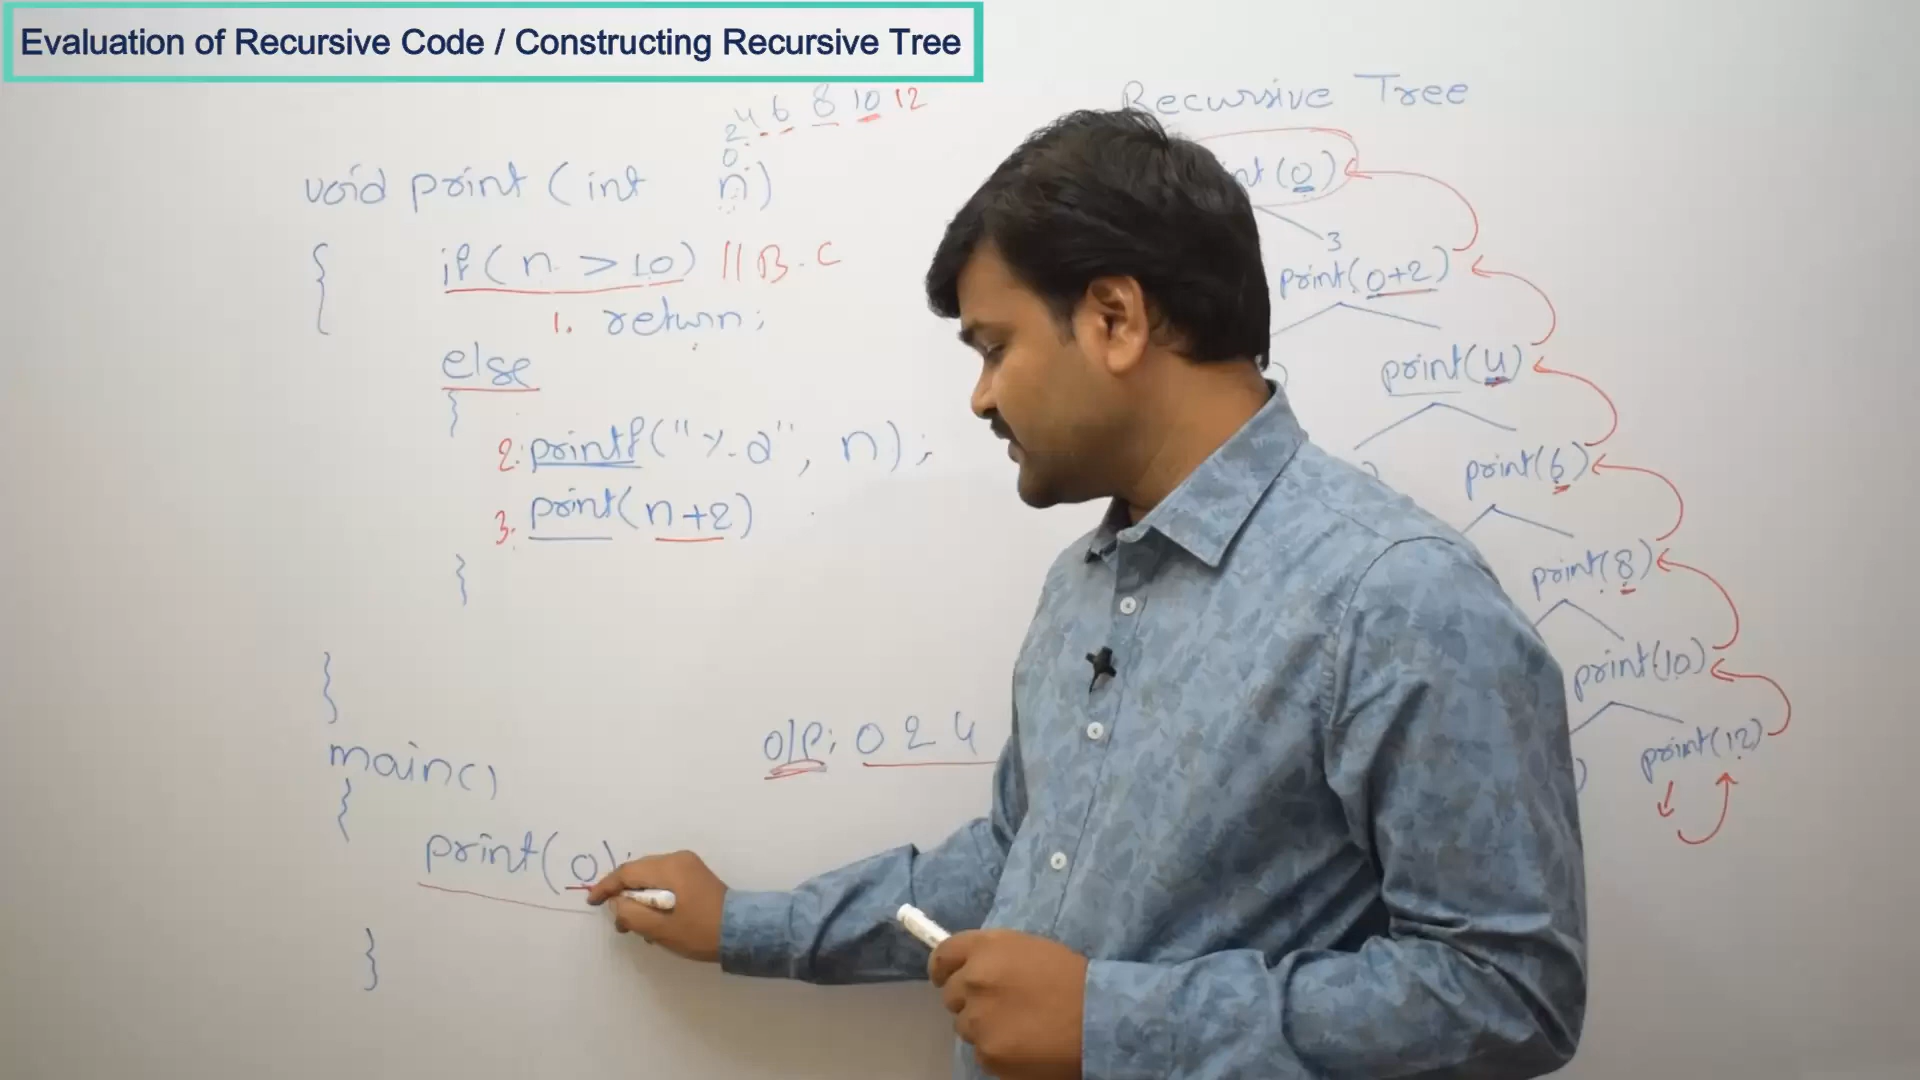 Evaluation of Recursive Code / Constructing Recursive Tree
2 4 6 8 10 12
0
void print (int n)
{
if (n > 10) // B.C
1. return;
else
{
2. printf("%d", n);
3. print(n+2)
}
}
main()
{
print(0);
}
O/P: 0 2 4
Recursive Tree
(0)
3
print(0+2)
print(4)
print(6)
print(8)
print(10)
print(12)